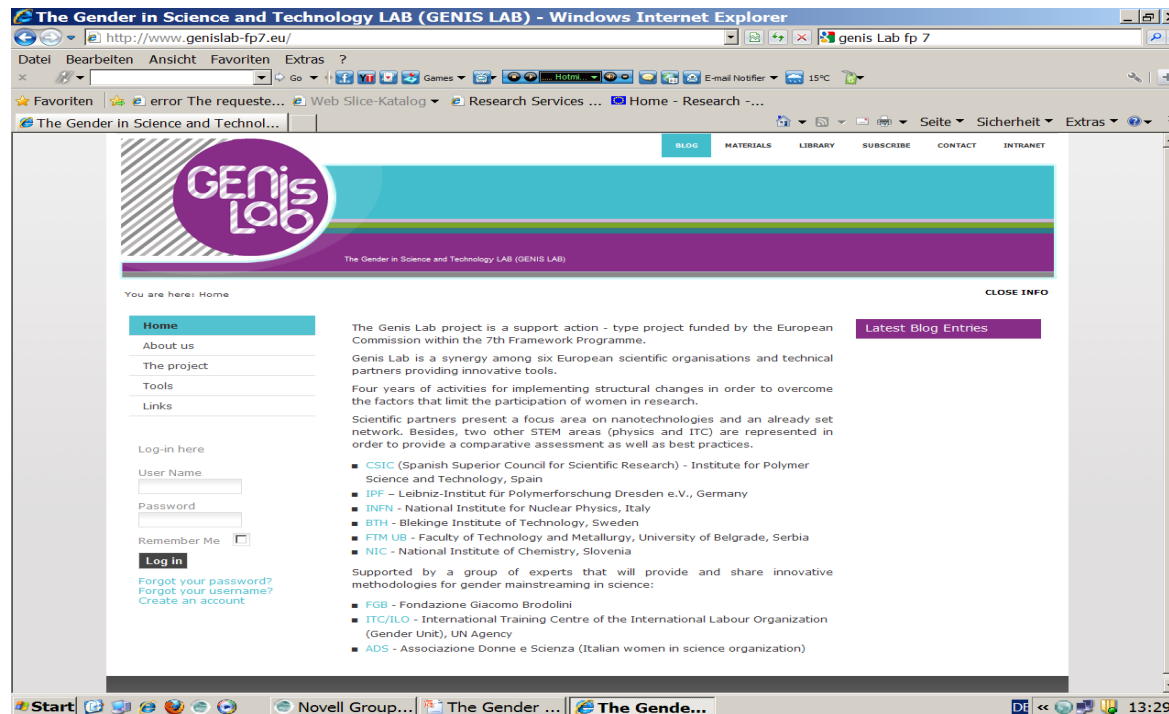 The Gender in Science and Technology LAB (GENIS LAB) - Windows Internet Explorer
http://www.genislab-fp7.eu/
genis Lab fp 7
Datei Bearbeiten Ansicht Favoriten Extras ?
Go
Games
Hotmi...
E-mail Notifier
15°C
Favoriten
error The requeste...
Web Slice-Katalog
Research Services ...
Home - Research -...
The Gender in Science and Technol...
Seite Sicherheit Extras
BLOG MATERIALS LIBRARY SUBSCRIBE CONTACT INTRANET
GENis
Lab
The Gender in Science and Technology LAB (GENIS LAB)
You are here: Home
CLOSE INFO
Home
About us
The project
Tools
Links
Log-in here
User Name
Password
Remember Me
Log in
Forgot your password?
Forgot your username?
Create an account
The Genis Lab project is a support action - type project funded by the European
Commission within the 7th Framework Programme.
Genis Lab is a synergy among six European scientific organisations and technical
partners providing innovative tools.
Four years of activities for implementing structural changes in order to overcome
the factors that limit the participation of women in research.
Scientific partners present a focus area on nanotechnologies and an already set
network. Besides, two other STEM areas (physics and ITC) are represented in
order to provide a comparative assessment as well as best practices.
CSIC (Spanish Superior Council for Scientific Research) - Institute for Polymer
Science and Technology, Spain
IPF – Leibniz-Institut für Polymerforschung Dresden e.V., Germany
INFN - National Institute for Nuclear Physics, Italy
BTH - Blekinge Institute of Technology, Sweden
FTM UB - Faculty of Technology and Metallurgy, University of Belgrade, Serbia
NIC - National Institute of Chemistry, Slovenia
Supported by a group of experts that will provide and share innovative
methodologies for gender mainstreaming in science:
FGB - Fondazione Giacomo Brodolini
ITC/ILO - International Training Centre of the International Labour Organization
(Gender Unit), UN Agency
ADS - Associazione Donne e Scienza (Italian women in science organization)
Latest Blog Entries
Start
Novell Group...
The Gender ...
The Gende...
DE
13:29